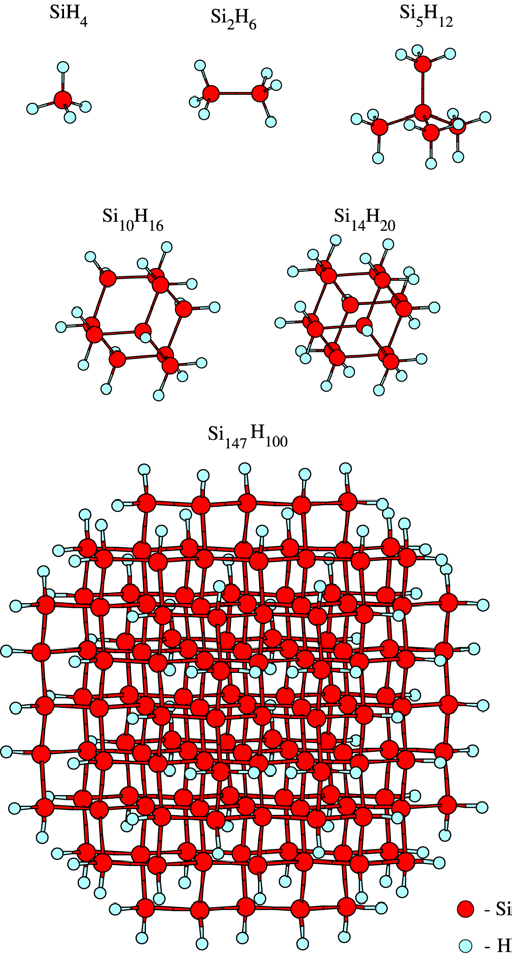 SiH₄ Si₂H₆ Si₅H₁₂
Si₁₀H₁₆ Si₁₄H₂₀
Si₁₄₇H₁₀₀
- Si
- H